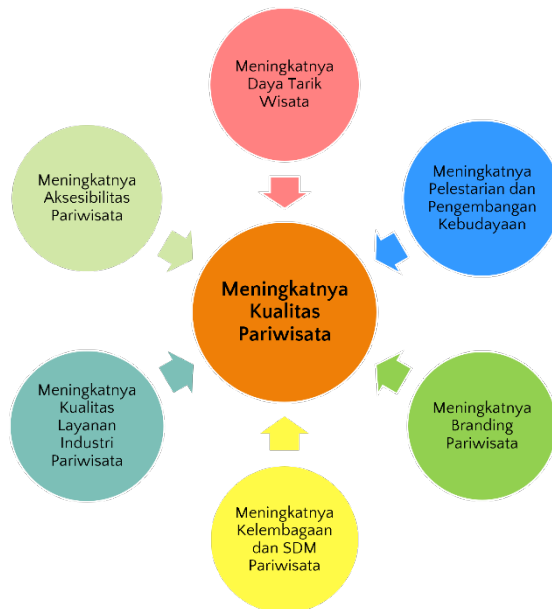 Meningkatnya
Daya Tarik
Wisata
Meningkatnya
Aksesibilitas
Pariwisata
Meningkatnya
Pelestarian dan
Pengembangan
Kebudayaan
Meningkatnya
Kualitas
Pariwisata
Meningkatnya
Kualitas
Layanan
Industri
Pariwisata
Meningkatnya
Branding
Pariwisata
Meningkatnya
Kelembagaan
dan SDM
Pariwisata